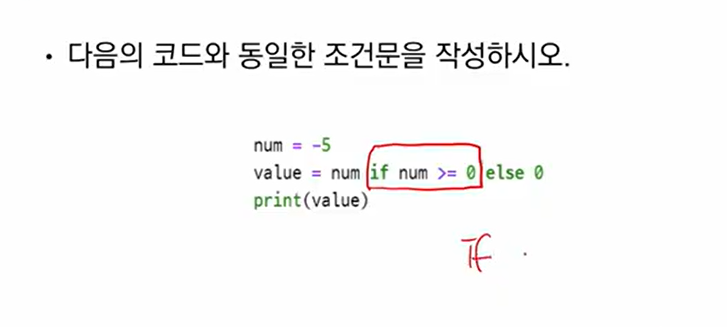 • 다음의 코드와 동일한 조건문을 작성하시오.
num = -5
value = num if num >= 0 else 0
print(value)
If